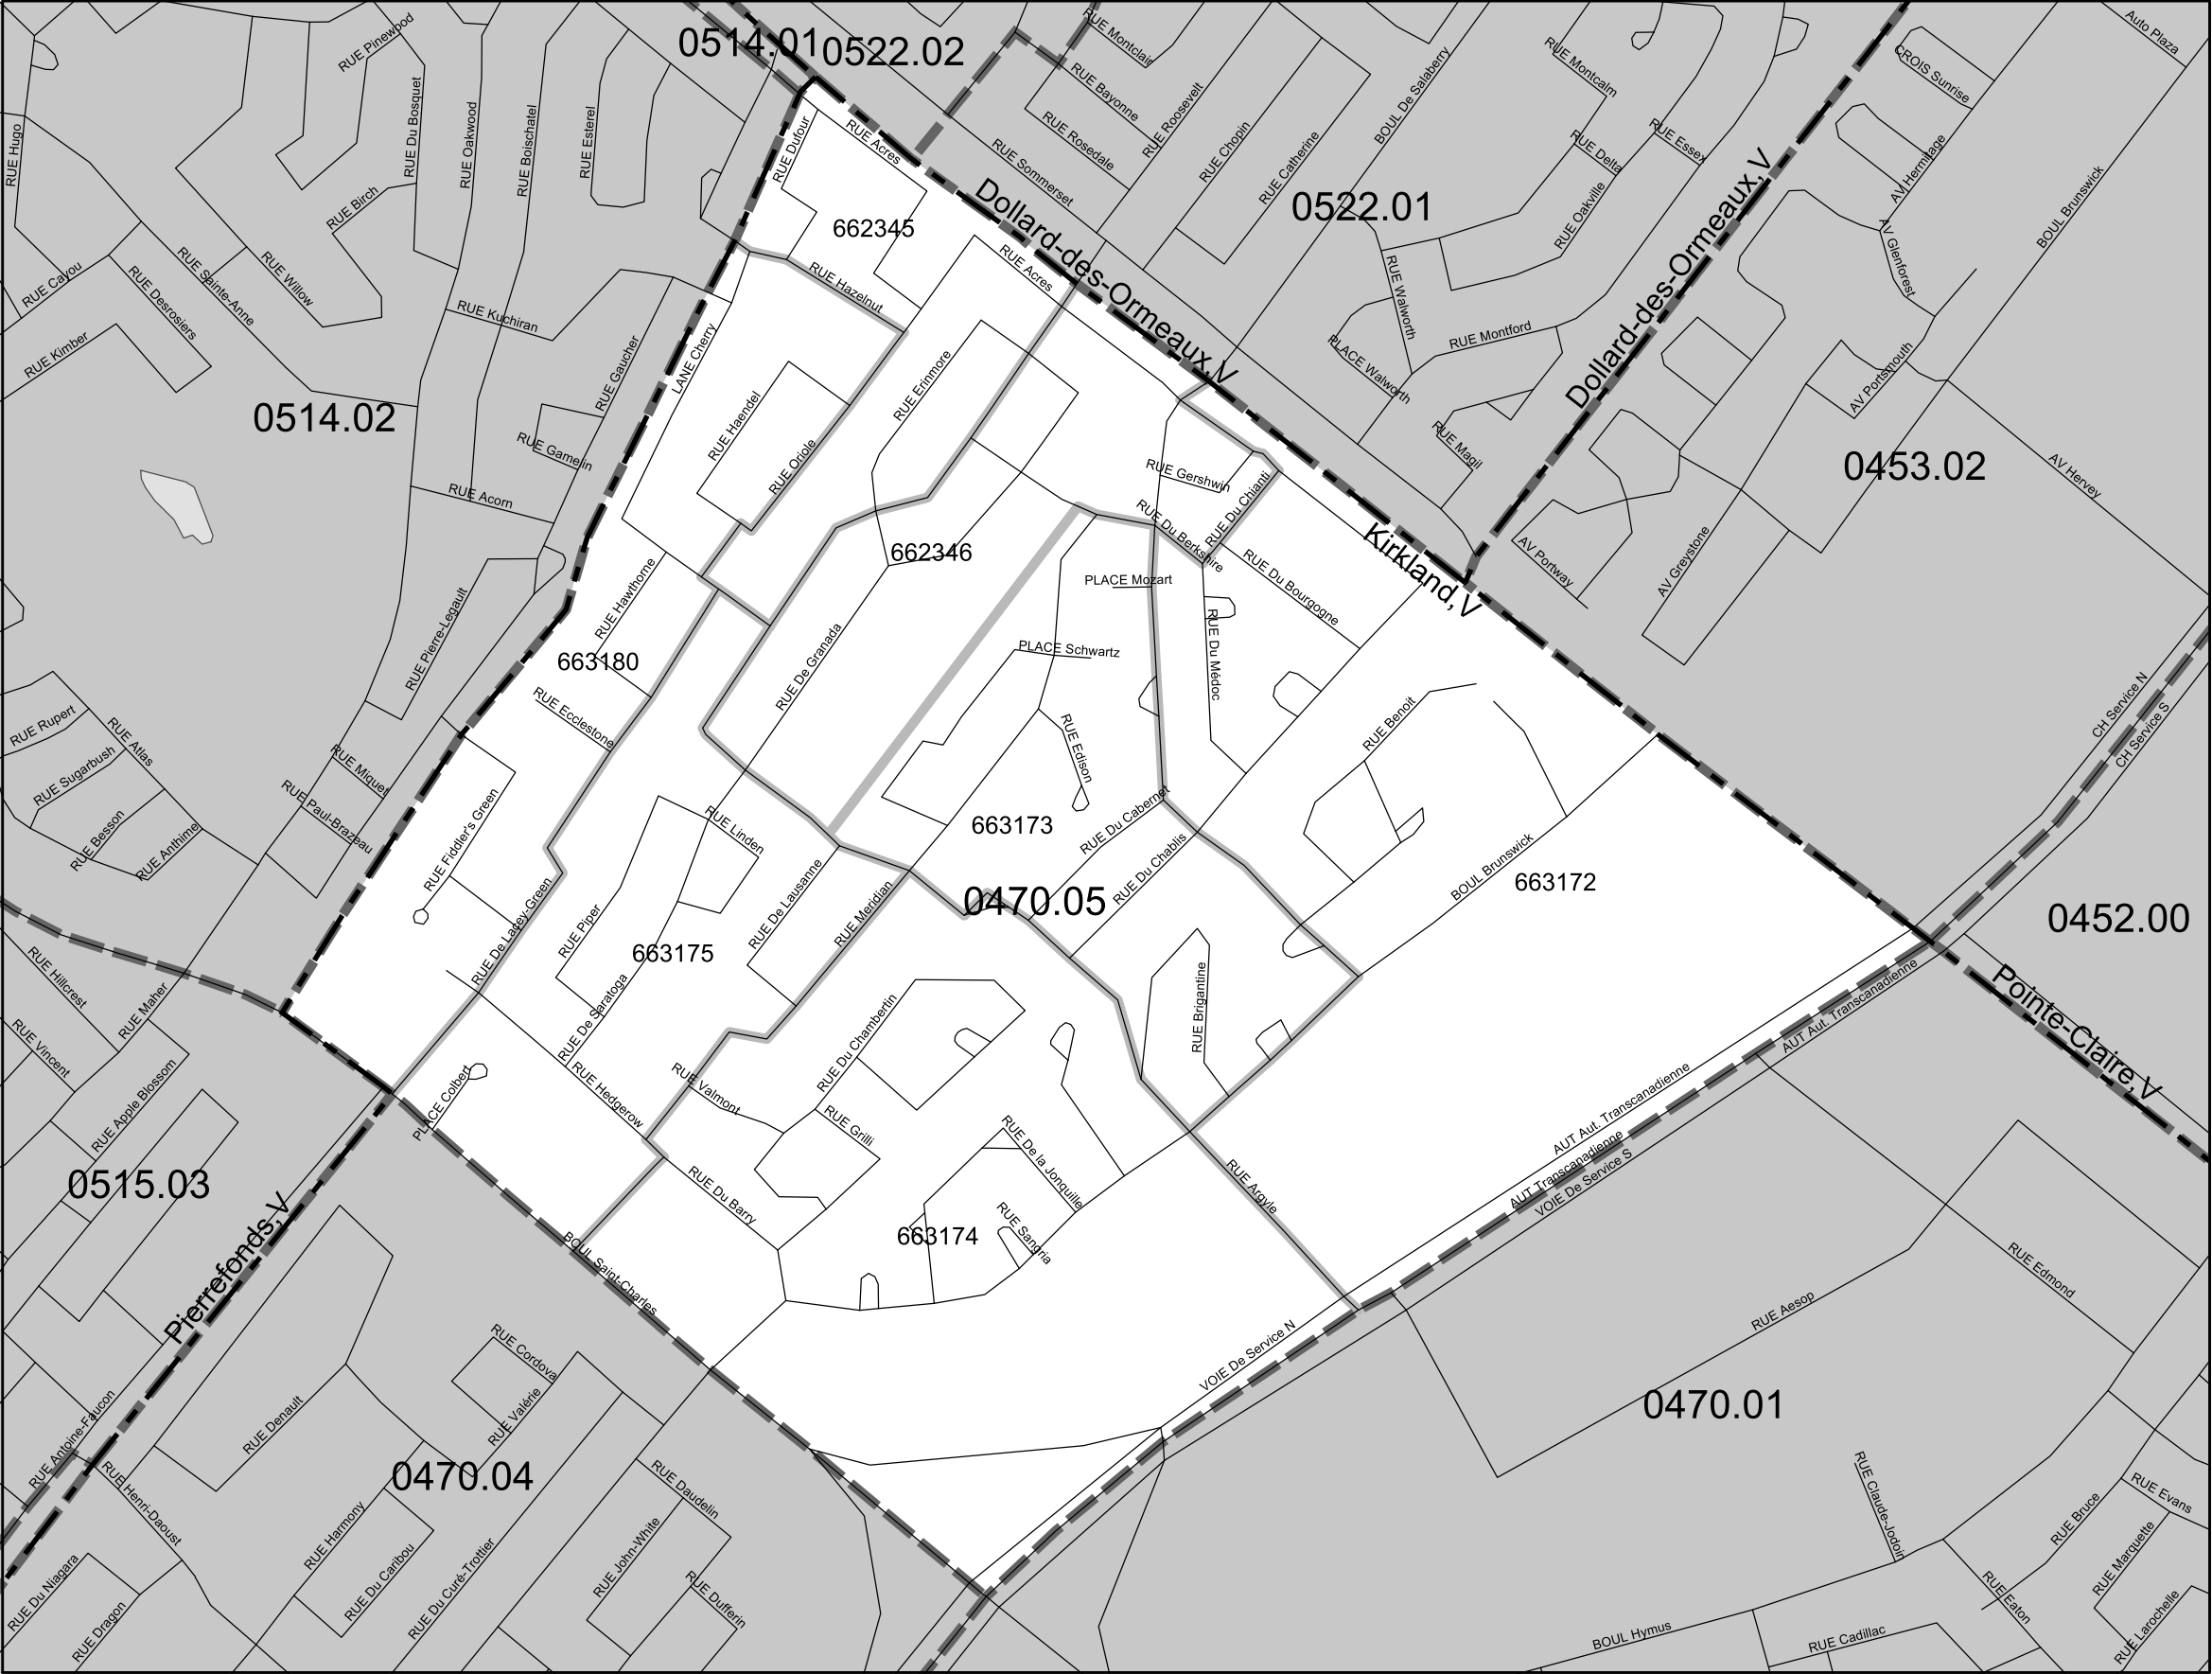 0514.01
0522.02
RUE Pinewood
RUE Montclair
RUE Montcalm
Auto Plaza
CROIS Sunrise
RUE Hugo
RUE Du Bosquet
RUE Oakwood
RUE Boischatel
RUE Esterel
RUE Dufour
RUE Acres
RUE Bayonne
RUE Rosedale
RUE Roosevelt
RUE Sommerset
RUE Chopin
RUE Catherine
BOUL De Salaberry
RUE Delta
RUE Essex
RUE Oakville
AV Hermitage
BOUL Brunswick
AV Glenforest
RUE Birch
RUE Cayou
RUE Desrosiers
RUE Sainte-Anne
RUE Willow
RUE Kimber
RUE Kuchiran
662345
RUE Hazelnut
RUE Acres
Dollard-des-Ormeaux,V
0522.01
Dollard-des-Ormeaux,V
RUE Walworth
RUE Montford
PLACE Walworth
RUE Magil
AV Portsmouth
AV Hervey
0453.02
0514.02
RUE Gaucher
LANE Cherry
RUE Gamelin
RUE Acorn
RUE Haendel
RUE Oriole
RUE Erinmore
RUE Gershwin
RUE Du Chianti
RUE Du Berkshire
RUE Du Bourgogne
Kirkland,V
AV Portway
AV Greystone
662346
PLACE Mozart
RUE Hawthorne
RUE Pierre-Legault
663180
RUE De Granada
PLACE Schwartz
RUE Du Médoc
RUE Ecclestone
RUE Edison
RUE Benoit
CH Service N
CH Service S
RUE Rupert
RUE Atlas
RUE Sugarbush
RUE Besson
RUE Anthime
RUE Miquet
RUE Paul-Brazeau
RUE Fiddler's Green
RUE Linden
663173
RUE Du Cabernet
RUE Du Chablis
BOUL Brunswick
663172
0470.05
0452.00
RUE De Lacey-Green
RUE Piper
663175
RUE De Lausanne
RUE Meridian
RUE De Saratoga
RUE Brigantine
RUE Du Chambertin
RUE Hillcrest
RUE Vincent
RUE Maher
RUE Apple Blossom
PLACE Colbert
RUE Hedgerow
RUE Valmont
RUE Grilli
RUE De la Jonquille
RUE Argyle
AUT Aut. Transcanadienne
AUT Aut. Transcanadienne
AUT Transcanadienne
VOIE De Service S
Pointe-Claire,V
0515.03
Pierrefonds,V
RUE Du Barry
BOUL Saint-Charles
663174
RUE Sangria
VOIE De Service N
RUE Edmond
RUE Aesop
0470.01
RUE Cordova
RUE Valérie
RUE Denault
RUE Antoine-Faucon
RUE Henri-Daoust
0470.04
RUE Harmony
RUE Du Caribou
RUE Du Curé-Trottier
RUE Daudelin
RUE John-White
RUE Dufferin
RUE Du Niagara
RUE Dragon
RUE Claude-Jodoin
RUE Bruce
RUE Evans
RUE Marquette
RUE Eaton
RUE Larochelle
BOUL Hymus
RUE Cadillac